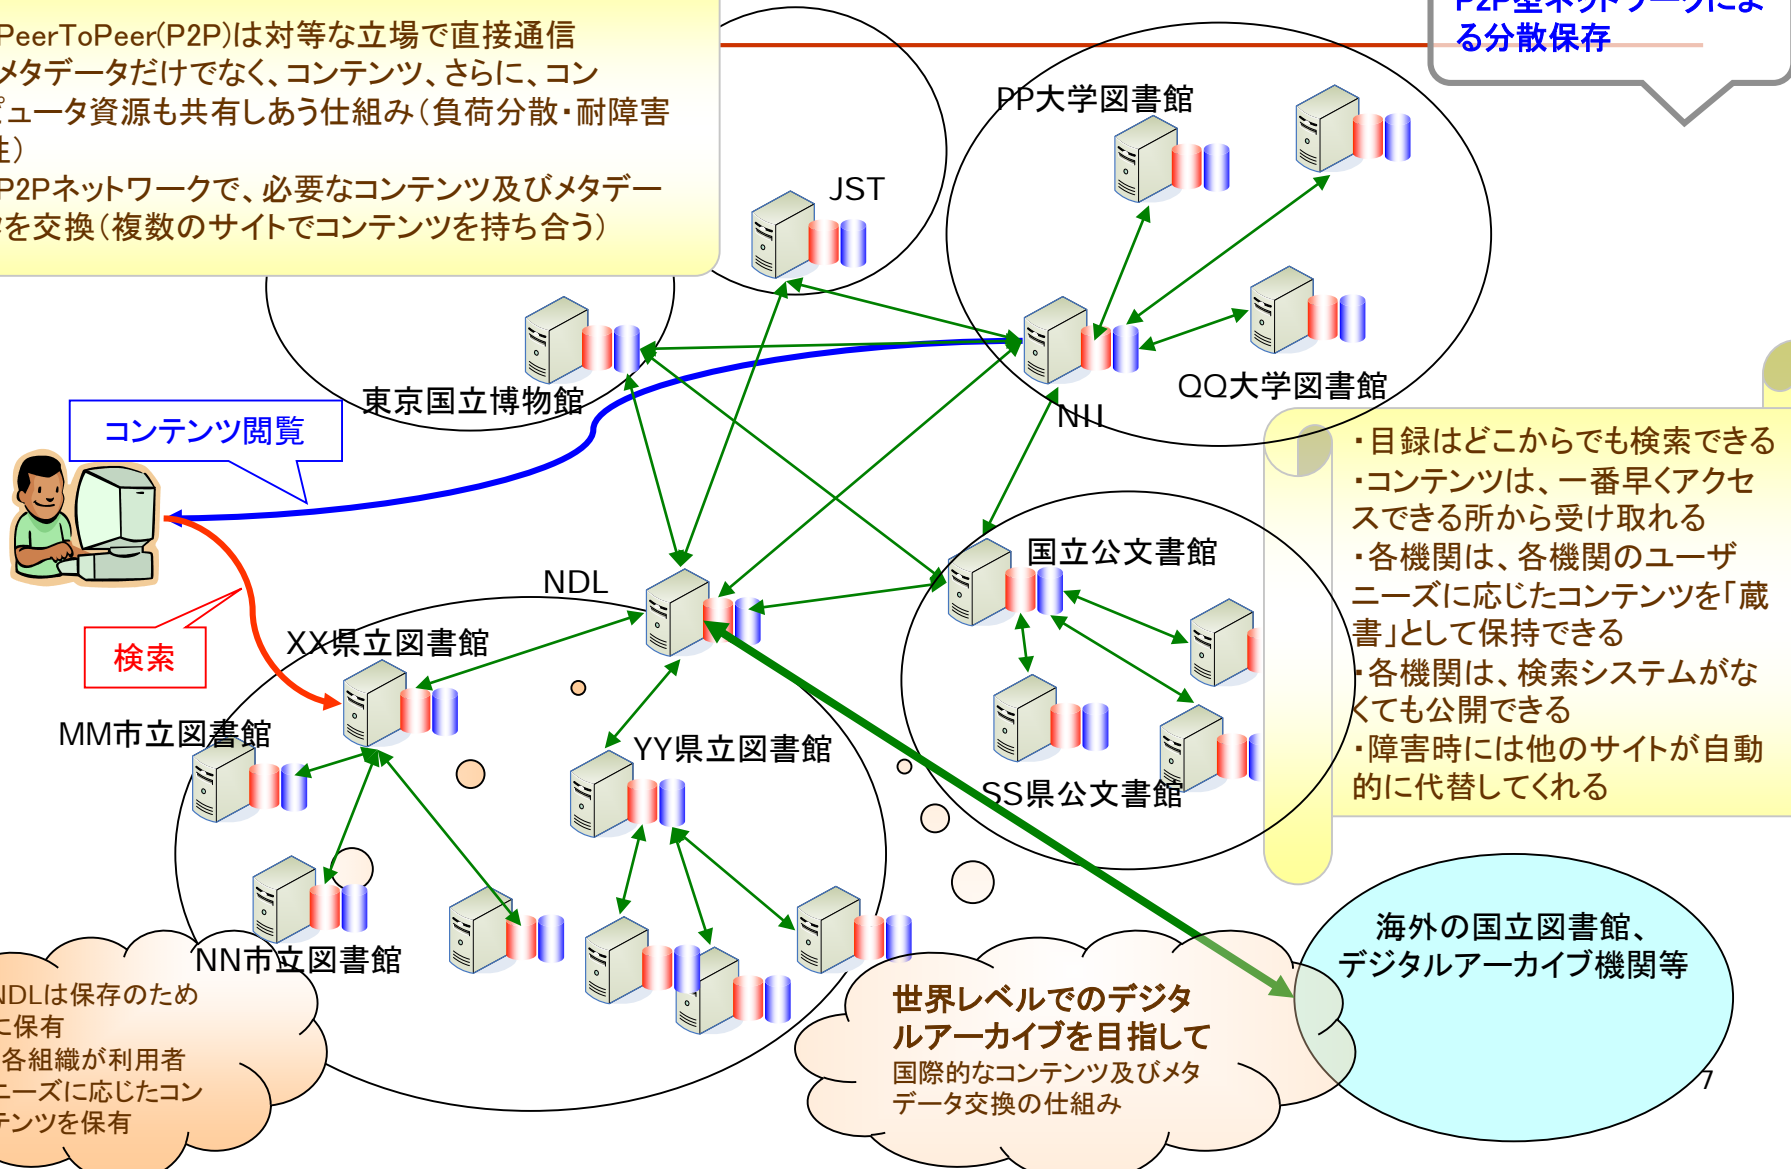 PeerToPeer(P2P)は対等な立場で直接通信
メタデータだけでなく、コンテンツ、さらに、コン
ピュータ資源も共有しあう仕組み（負荷分散・耐障害
性）
P2Pネットワークで、必要なコンテンツ及びメタデー
タを交換（複数のサイトでコンテンツを持ち合う）
P2P型ネットワークによ
る分散保存
PP大学図書館
JST
東京国立博物館
QQ大学図書館
NII
コンテンツ閲覧
・目録はどこからでも検索できる
・コンテンツは、一番早くアクセ
スできる所から受け取れる
・各機関は、各機関のユーザ
ニーズに応じたコンテンツを「蔵
書」として保持できる
・各機関は、検索システムがな
くても公開できる
・障害時には他のサイトが自動
的に代替してくれる
国立公文書館
NDL
検索
XX県立図書館
MM市立図書館
YY県立図書館
SS県公文書館
NN市立図書館
NDLは保存のため
に保有
各組織が利用者
ニーズに応じたコン
テンツを保有
世界レベルでのデジタ
ルアーカイブを目指して
国際的なコンテンツ及びメタ
データ交換の仕組み
海外の国立図書館、
デジタルアーカイブ機関等
7